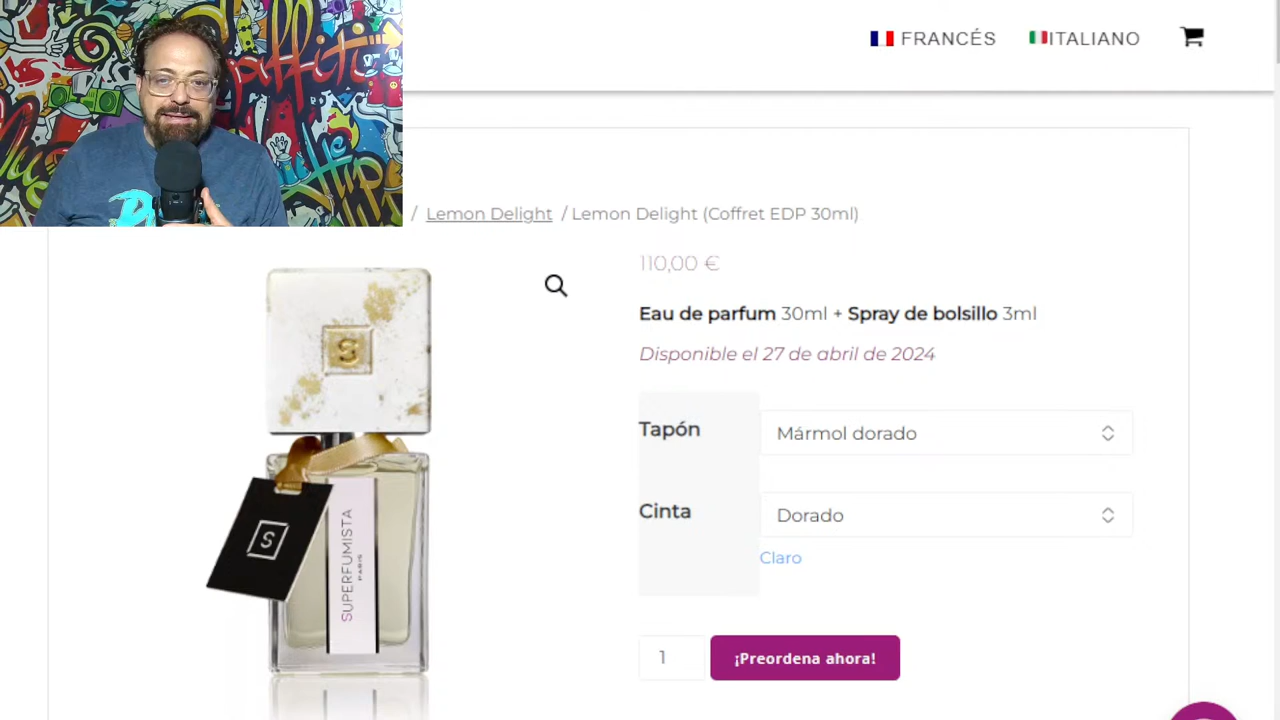 FRANCÉS
ITALIANO
/ Lemon Delight / Lemon Delight (Coffret EDP 30ml)
110,00 €
Eau de parfum 30ml + Spray de bolsillo 3ml
Disponible el 27 de abril de 2024
Tapón
Mármol dorado
Cinta
Dorado
Claro
1
¡Preordena ahora!
S
S
SUPERFUMISTA
PARIS